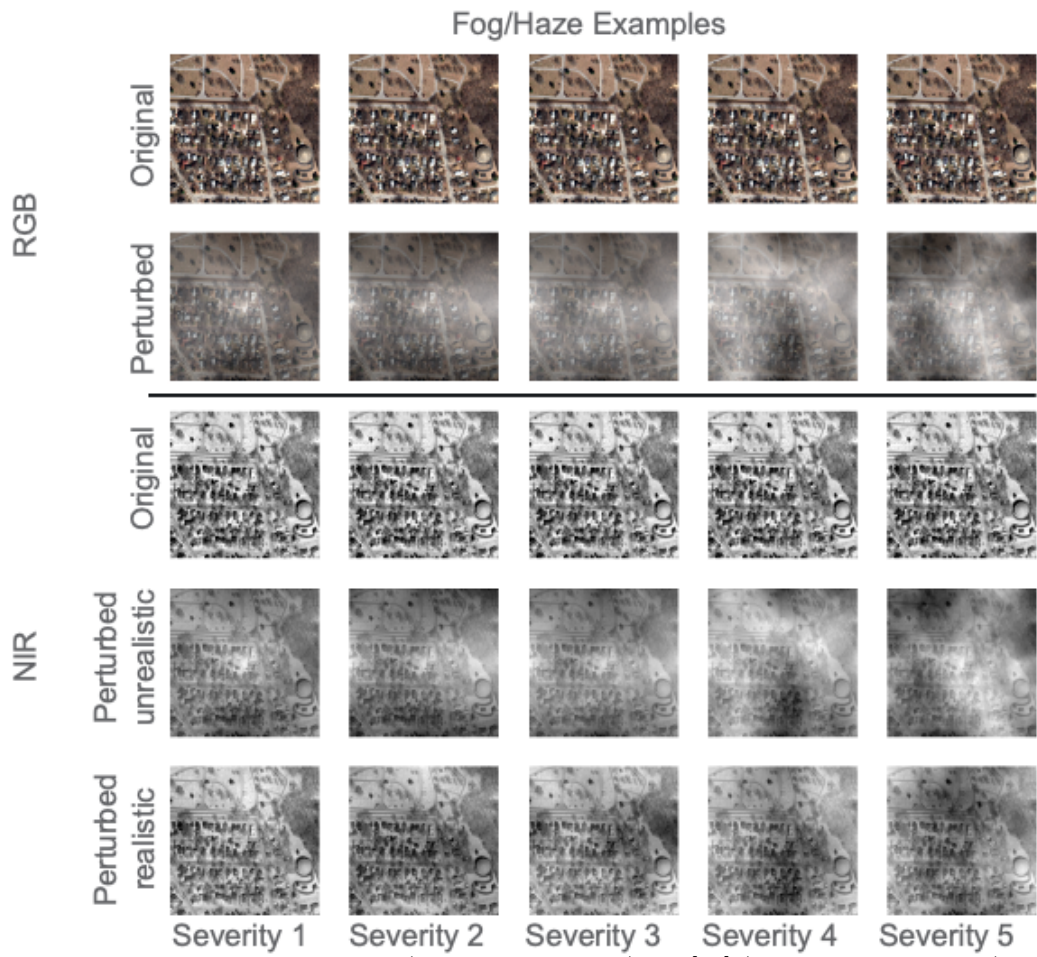 Fog/Haze Examples
RGB
Original
Perturbed
NIR
Original
Perturbed
unrealistic
Perturbed
realistic
Severity 1
Severity 2
Severity 3
Severity 4
Severity 5